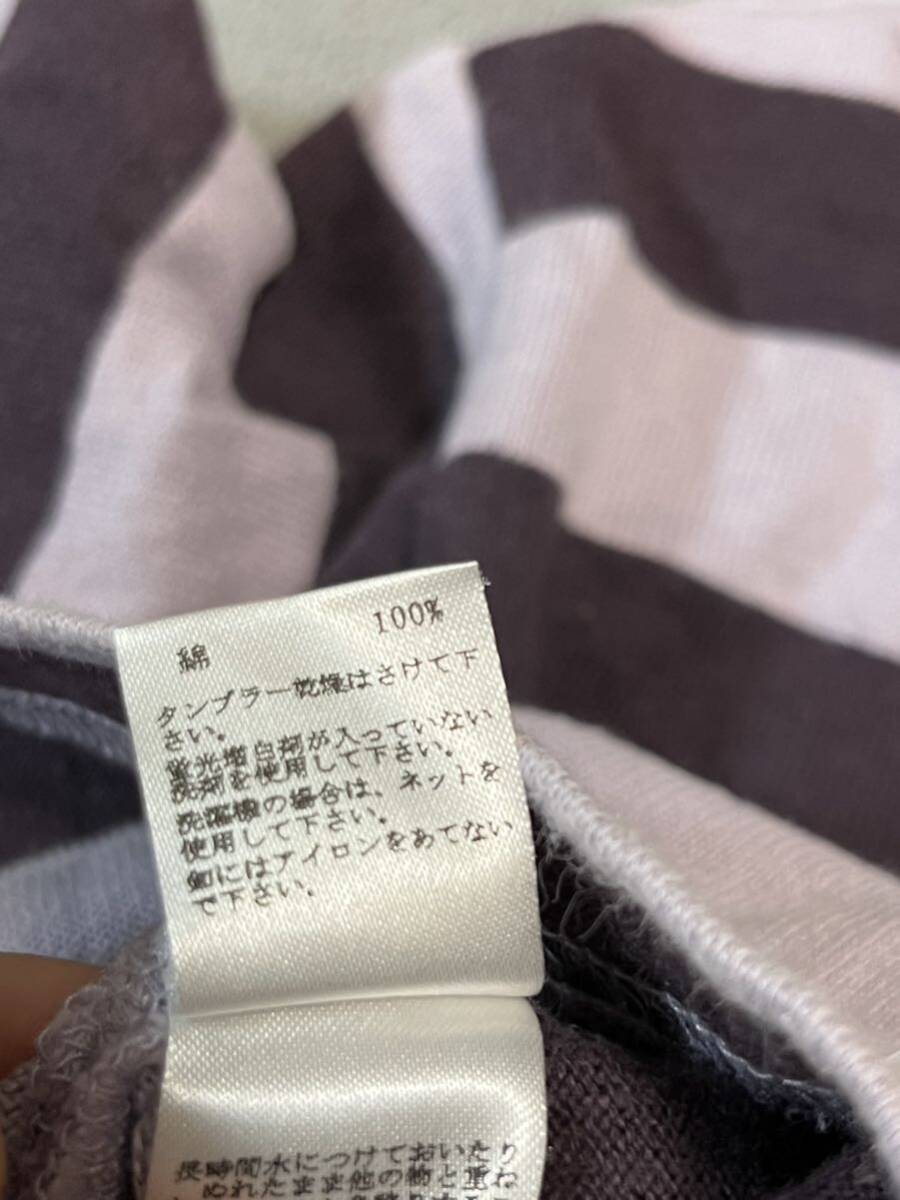 綿 100%
タンブラー乾燥はさけて下
さい。
蛍光増白剤が入っていない
洗剤を使用して下さい。
洗濯機の場合は、ネットを
使用して下さい。
釦にはアイロンをあてない
で下さい。
長時間水につけておいたり
ぬれたまま他の物と重ね